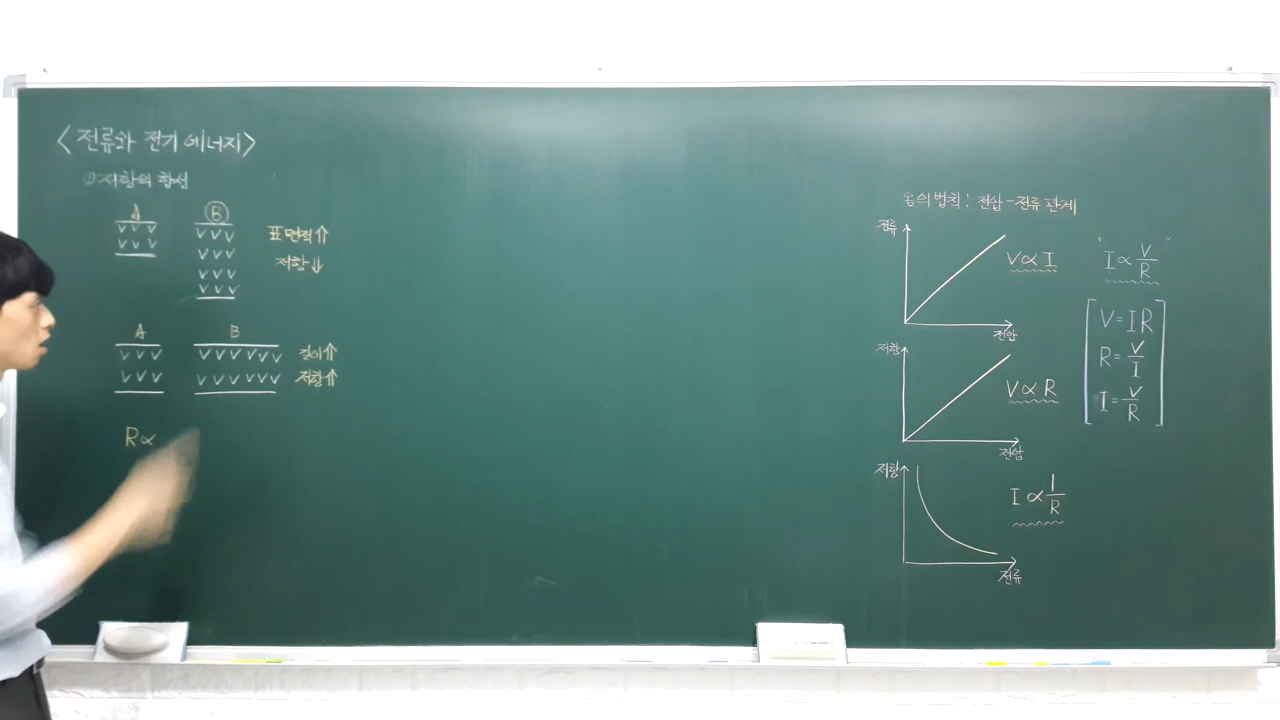 <전류와 전기 에너지>
① 저항의 합성
A B
V V V
V V V
V V V
V V V
V V V
V V V
표면적↑
저항↓
A B
V V V
V V V
V V V V V V
V V V V V V
길이↑
저항↑
R∝
옴의 법칙: 전압-전류 관계
전류
전압
V∝I
저항
전압
V∝R
저항
전류
I∝1/R
"I∝V/R"
V=IR
R=V/I
I=V/R